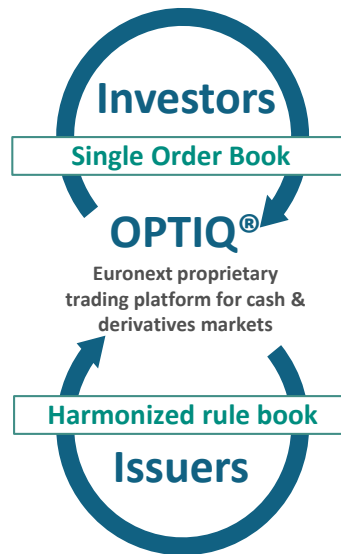 Investors
Single Order Book
OPTIQ®
Euronext proprietary
trading platform for cash &
derivatives markets
Harmonized rule book
Issuers